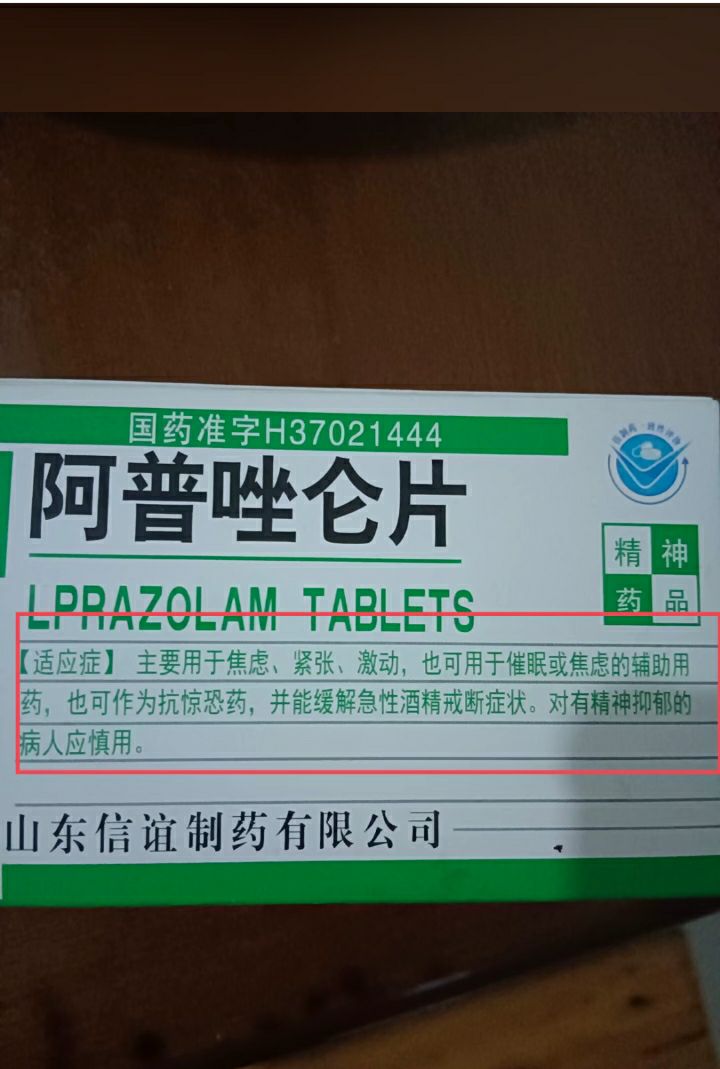 国药准字H37021444
阿普唑仑片
LPRAZOLAM TABLETS
精神
药品
【适应症】 主要用于焦虑、紧张、激动，也可用于催眠或焦虑的辅助用
药，也可作为抗惊恐药，并能缓解急性酒精戒断症状。对有精神抑郁的
病人应慎用。
山东信谊制药有限公司